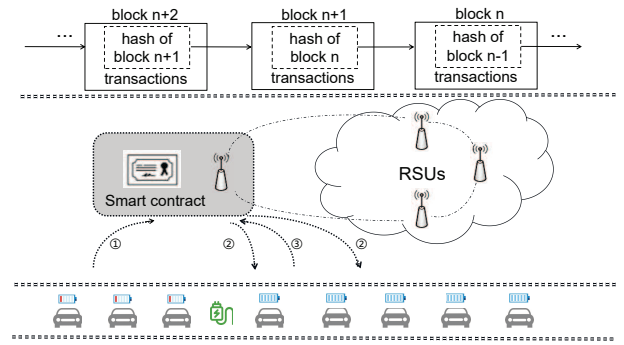 block n+2
block n+1
block n
...
hash of
block n+1
transactions
hash of
block n
transactions
hash of
block n-1
transactions
...
RSUs
Smart contract
①
②
③
②